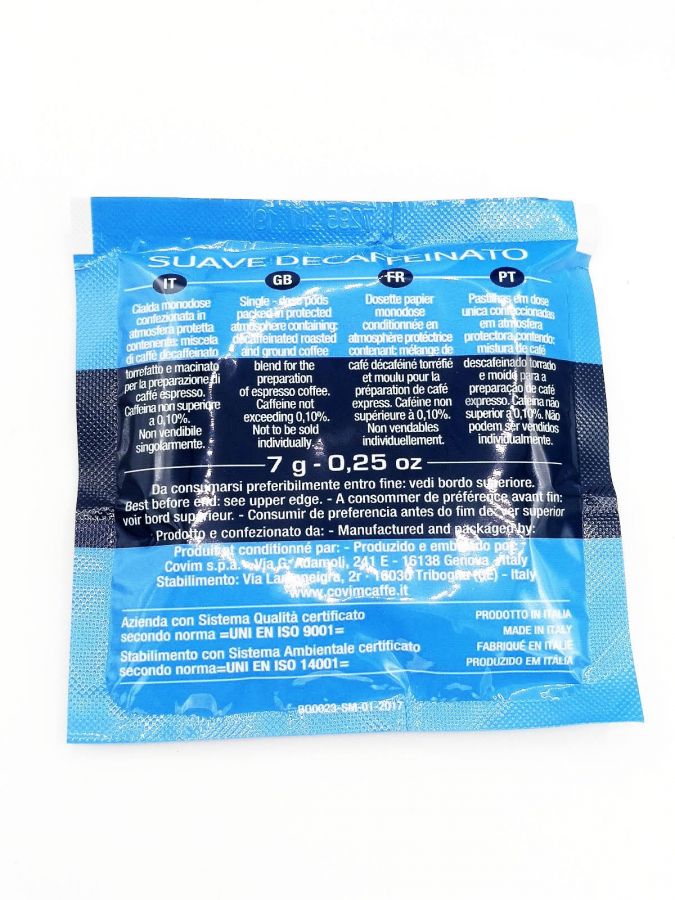 SUAVE DECAFFEINATO
IT
Cialda monodose
confezionata in
atmosfera protetta
contenente: miscela
di caffè decaffeinato
torrefatto e macinato
per la preparazione di
caffè espresso.
Caffeina non superiore
a 0,10%.
Non vendibile
singolarmente.
GB
Single - dose pods
packed in protected
atmosphere containing:
decaffeinated roasted
and ground coffee
blend for the
preparation
of espresso coffee.
Caffeine not
exceeding 0,10%.
Not to be sold
individually.
FR
Dosette papier
monodose
conditionnée en
atmosphère protéctrice
contenant: mélange de
café décaféiné torréfié
et moulu pour la
préparation de café
express. Caféine non
supérieure à 0,10%.
Non vendables
individuellement.
PT
Pastilhas em dose
unica confeccionadas
em atmosfera
protectora contendo:
mistura de café
descafeinado torrado
e moido para a
preparação de café
expresso. Cafeina não
superior a 0,10%. Não
podem ser vendidos
individualmente.
7 g - 0,25 oz
Da consumarsi preferibilmente entro fine: vedi bordo superiore.
Best before end: see upper edge. - A consommer de préférence avant fin:
voir bord supérieur. - Consumir de preferencia antes do fim de: ver superior
Prodotto e confezionato da: - Manufactured and packaged by:
Produit et conditionné par: - Produzido e embalado por:
Covim s.p.a. - Via G. Adamoli, 241 E - 16138 Genova - Italy
Stabilimento: Via 2r - 16030 Tribogna (GE) - Italy
www.covimcaffe.it
Azienda con Sistema Qualità certificato
secondo norma =UNI EN ISO 9001=
Stabilimento con Sistema Ambientale certificato
secondo norma=UNI EN ISO 14001=
PRODOTTO IN ITALIA
MADE IN ITALY
FABRIQUÉ EN ITALIE
PRODUZIDO EM ITÁLIA
B00023-SM-01-2017